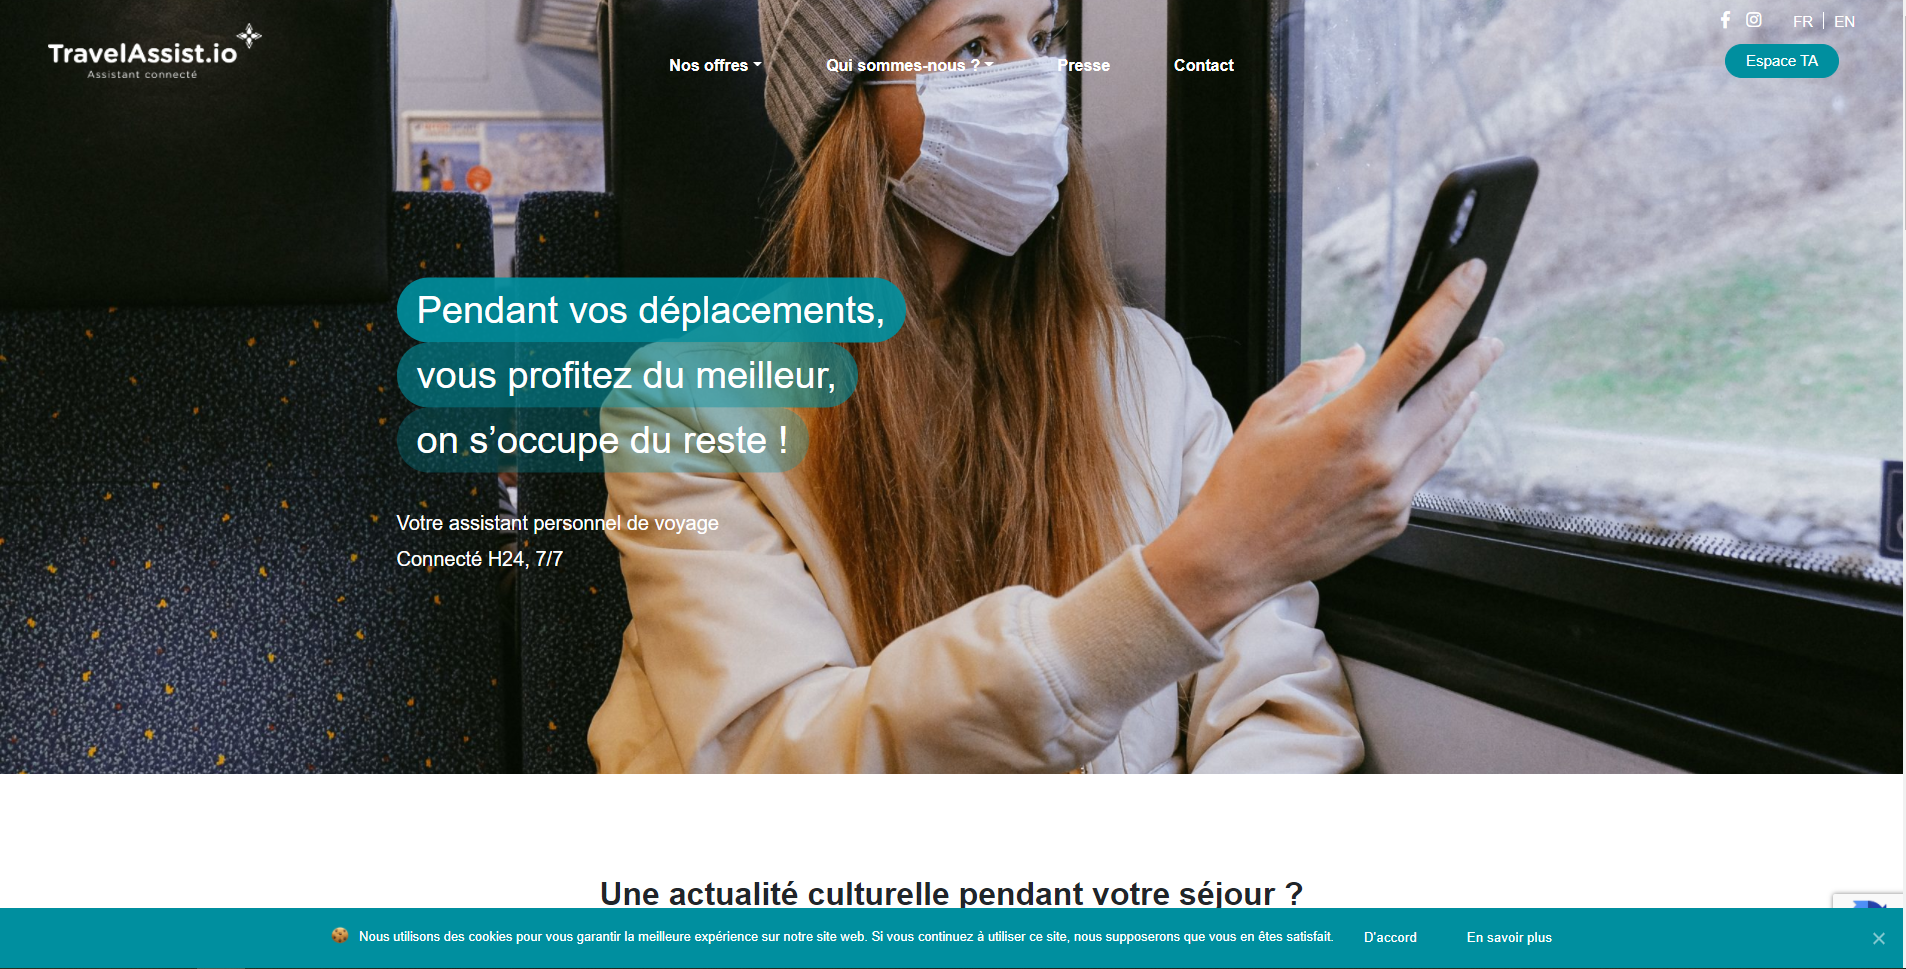 FR | EN
TravelAssist.io
Assistant connecté
Nos offres
Qui sommes-nous ?
Presse
Contact
Espace TA
Pendant vos déplacements,
vous profitez du meilleur,
on s’occupe du reste !
Votre assistant personnel de voyage
Connecté H24, 7/7
Une actualité culturelle pendant votre séjour ?
Nous utilisons des cookies pour vous garantir la meilleure expérience sur notre site web. Si vous continuez à utiliser ce site, nous supposerons que vous en êtes satisfait.
D'accord
En savoir plus